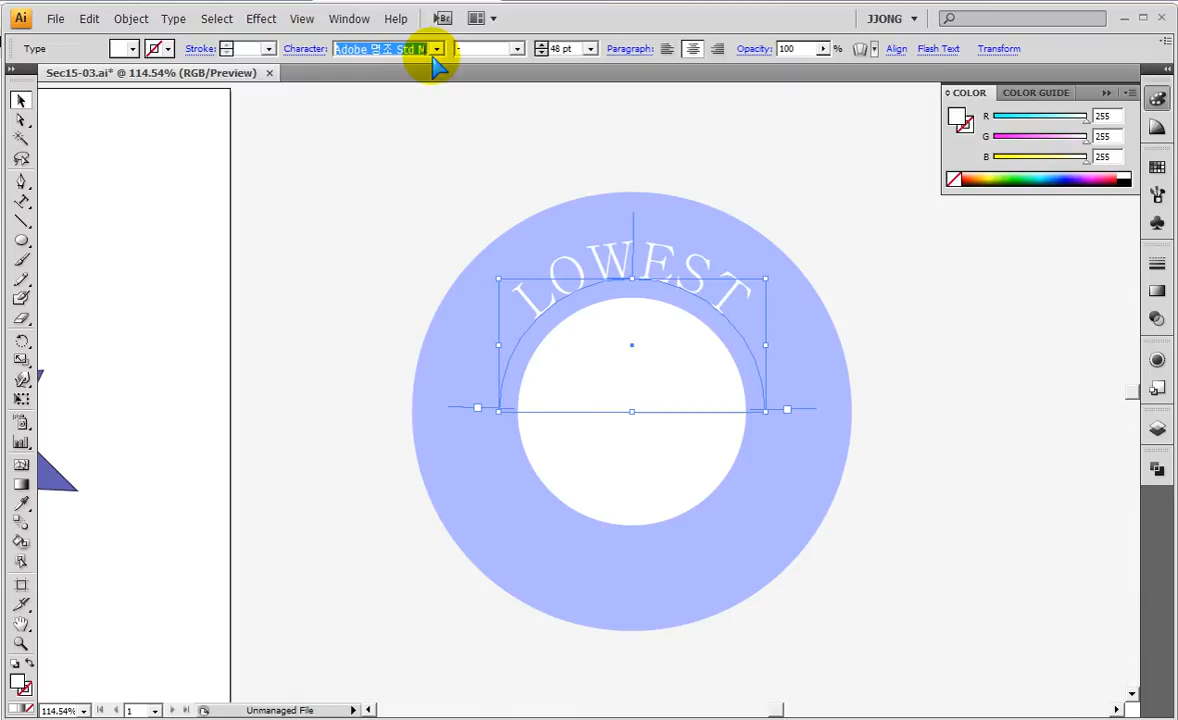 Ai File Edit Object Type Select Effect View Window Help Br JJONG
Type Stroke: Character: Adobe 명조 Std M - 48 pt Paragraph: Opacity: 100 % Align Flash Text Transform
Sec15-03.ai* @ 114.54% (RGB/Preview)
COLOR COLOR GUIDE
R 255
G 255
B 255
LOWEST
114.54% 1 Unmanaged File